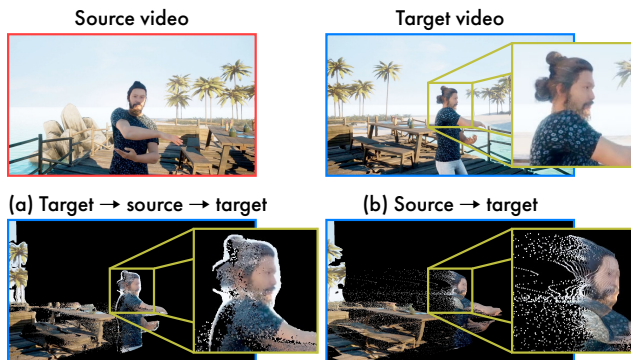 Source video
Target video
(a) Target → source → target
(b) Source → target